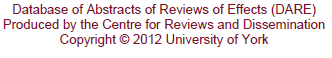 Database of Abstracts of Reviews of Effects (DARE)
Produced by the Centre for Reviews and Dissemination
Copyright © 2012 University of York